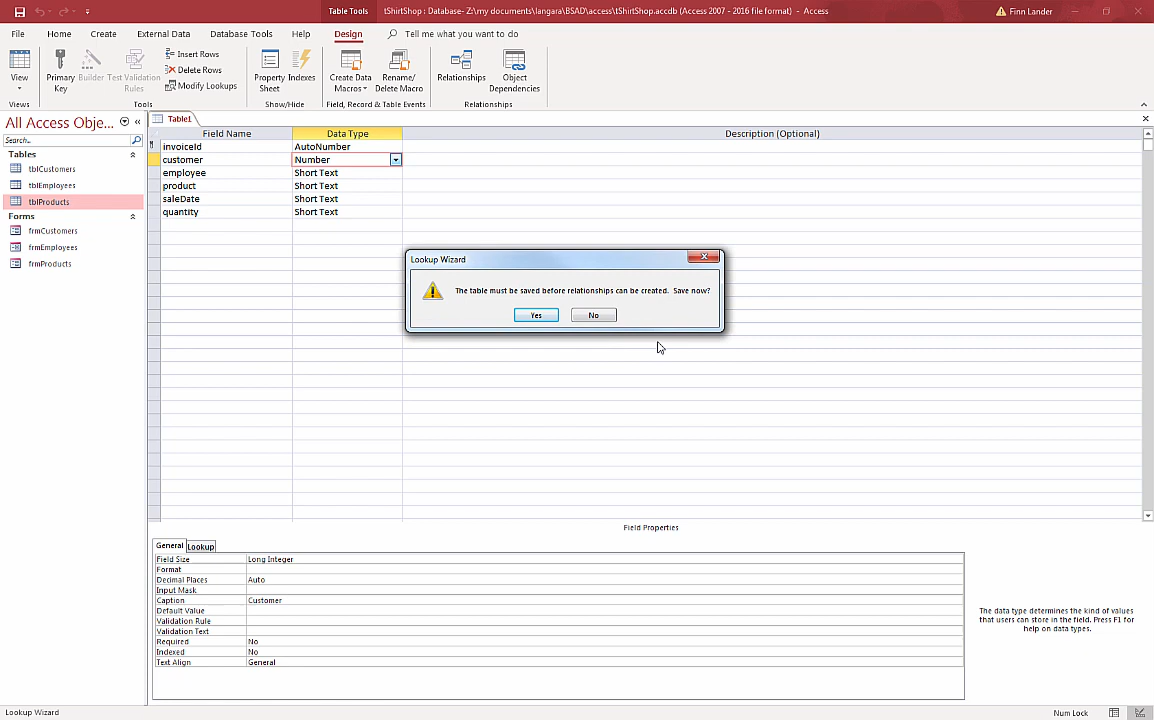 Table Tools
tShirtShop : Database- Z:\my documents\langara\BSAD\access\tShirtShop.accdb (Access 2007 - 2016 file format) - Access
Finn Lander
File Home Create External Data Database Tools Help Design Tell me what you want to do
View
Views
Primary Key
Builder
Test Validation Rules
Insert Rows
Delete Rows
Modify Lookups
Tools
Property Sheet
Indexes
Show/Hide
Create Data Macros
Rename/ Delete Macro
Field, Record & Table Events
Relationships
Object Dependencies
Relationships
All Access Obje...
Search...
Tables
tblCustomers
tblEmployees
tblProducts
Forms
frmCustomers
frmEmployees
frmProducts
Table1
Field Name Data Type Description (Optional)
invoiceId AutoNumber
customer Number
employee Short Text
product Short Text
saleDate Short Text
quantity Short Text
Lookup Wizard
The table must be saved before relationships can be created. Save now?
Yes No
Field Properties
General Lookup
Field Size Long Integer
Format
Decimal Places Auto
Input Mask
Caption Customer
Default Value
Validation Rule
Validation Text
Required No
Indexed No
Text Align General
The data type determines the kind of values
that users can store in the field. Press F1 for
help on data types.
Lookup Wizard
Num Lock